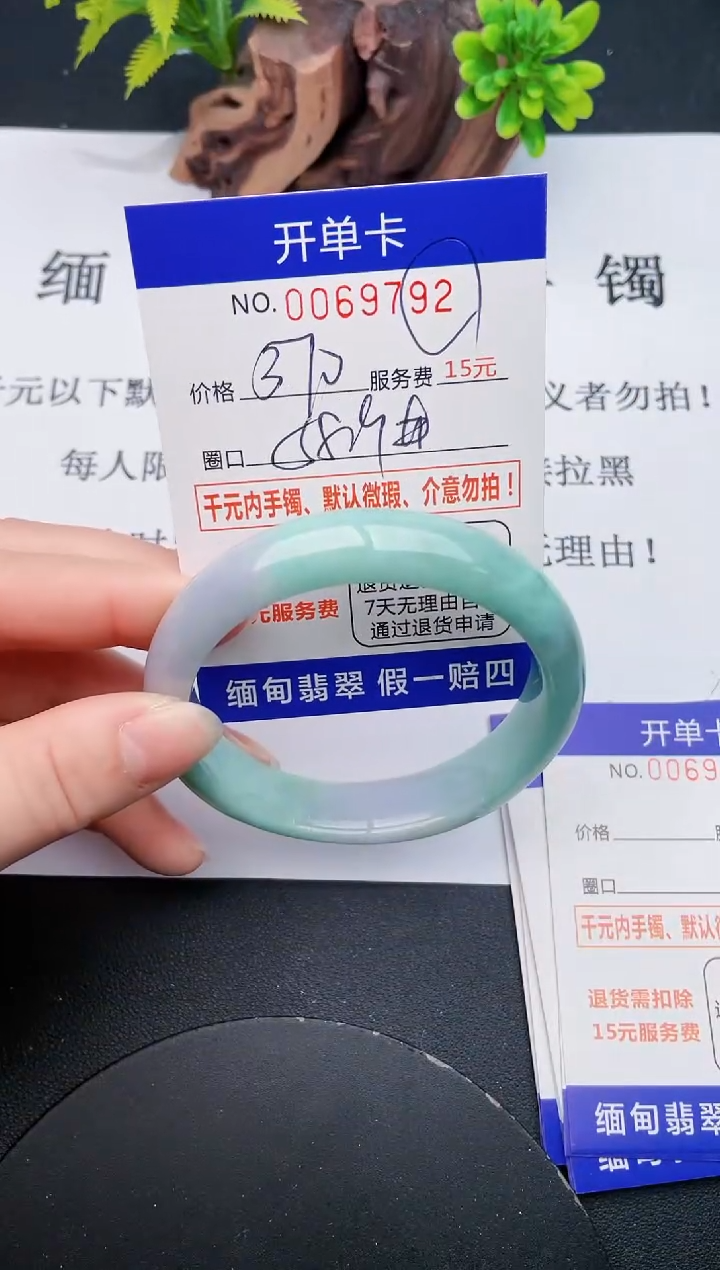 缅 镯
开单卡
NO. 0069792
价格 370 服务费 15元
元以下默 义者勿拍！
圈口 58
每人限 拉黑
千元内手镯、默认微瑕、介意勿拍！
无理由！
元服务费
7天无理由
通过退货申请
缅甸翡翠 假一赔四
开单卡
NO. 0069
价格
圈口
千元内手镯、默认
退货需扣除
15元服务费
缅甸翡翠